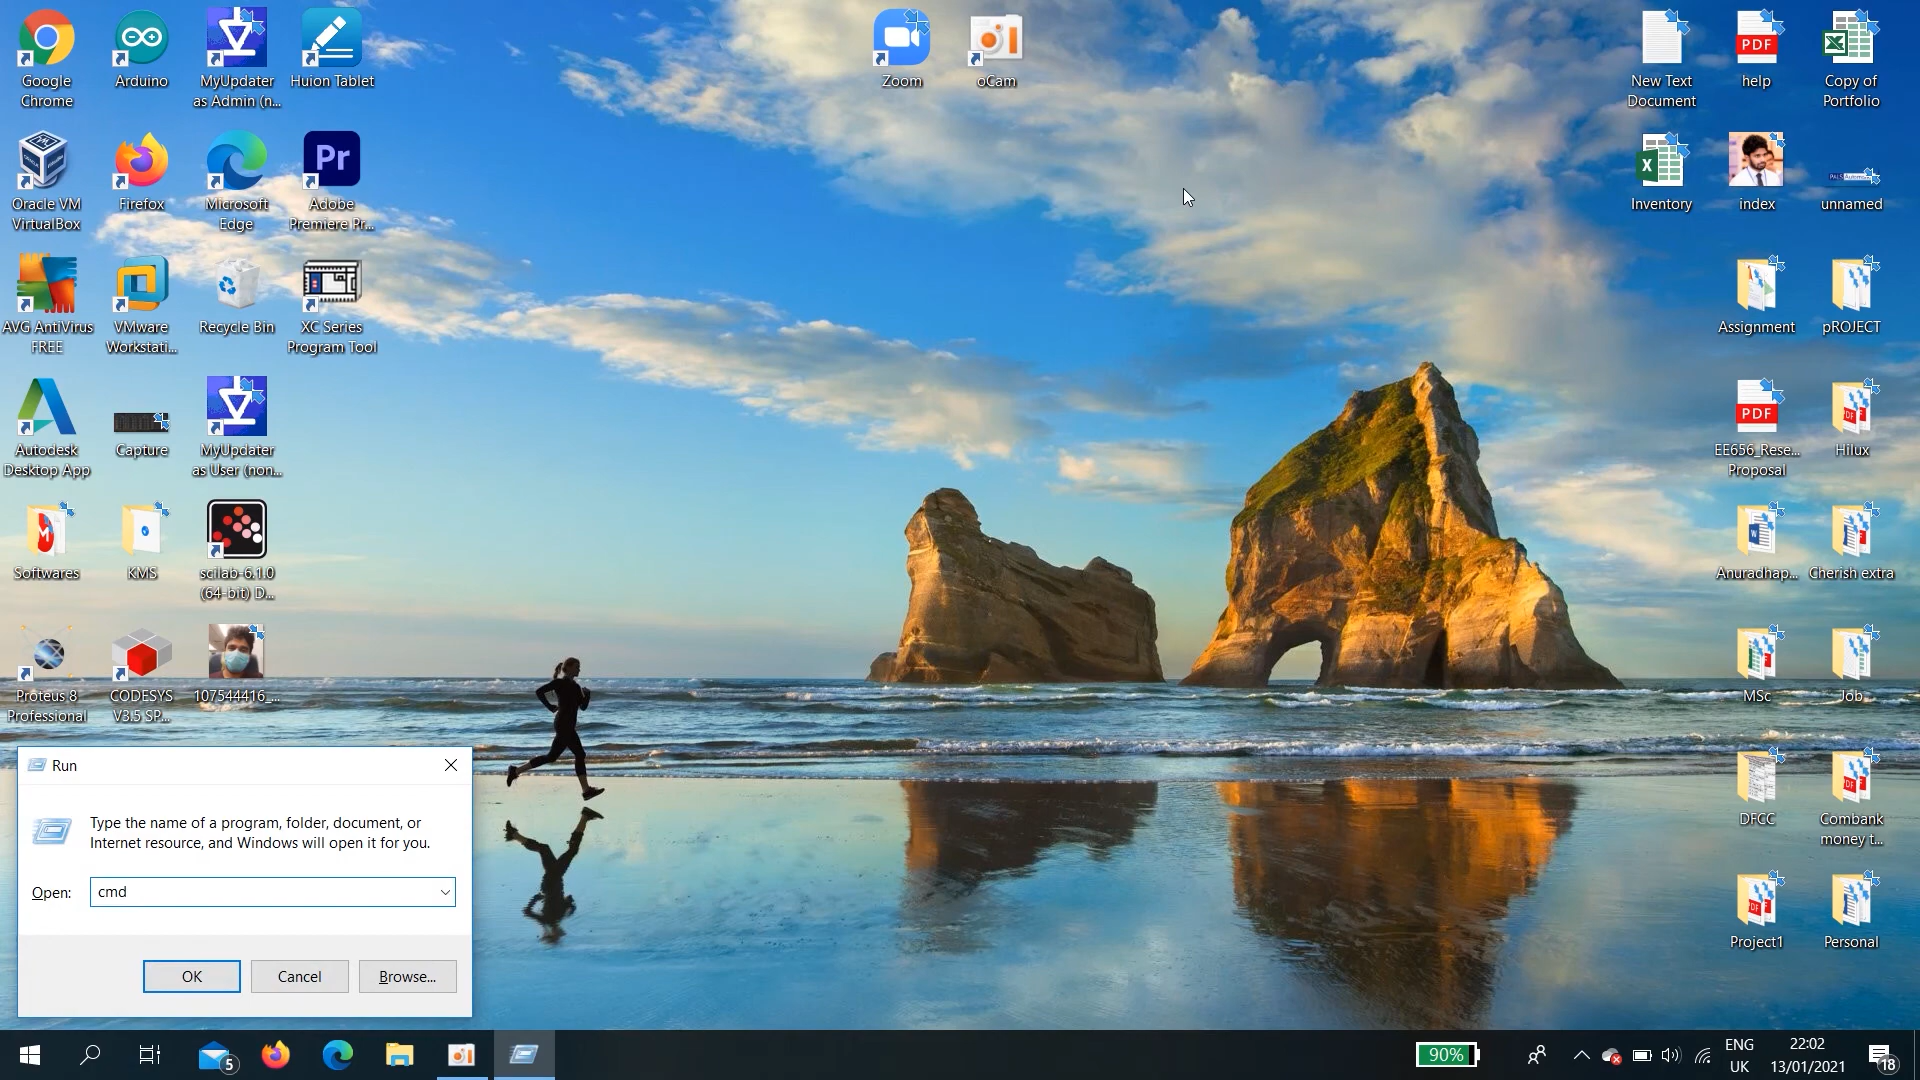 Google
Chrome
Arduino
MyUpdater
as Admin (n...
Huion Tablet
Zoom
oCam
New Text
Document
PDF
help
Copy of
Portfolio
Oracle VM
VirtualBox
Firefox
Microsoft
Edge
Pr
Adobe
Premiere Pr...
Inventory
index
unnamed
AVG AntiVirus
FREE
VMware
Workstati...
Recycle Bin
XC Series
Program Tool
Assignment
pROJECT
Autodesk
Desktop App
Capture
MyUpdater
as User (non...
PDF
EE656_Rese...
Proposal
Hilux
Softwares
KMS
scilab-6.1.0
(64-bit) D...
Anuradhap...
Cherish extra
Proteus 8
Professional
CODESYS
V3.5 SP...
107544416_...
MSc
Job
Run
Type the name of a program, folder, document, or
Internet resource, and Windows will open it for you.
Open:
cmd
OK
Cancel
Browse...
DFCC
Combank
money t...
Project1
Personal
5
90%
ENG
UK
22:02
13/01/2021
18